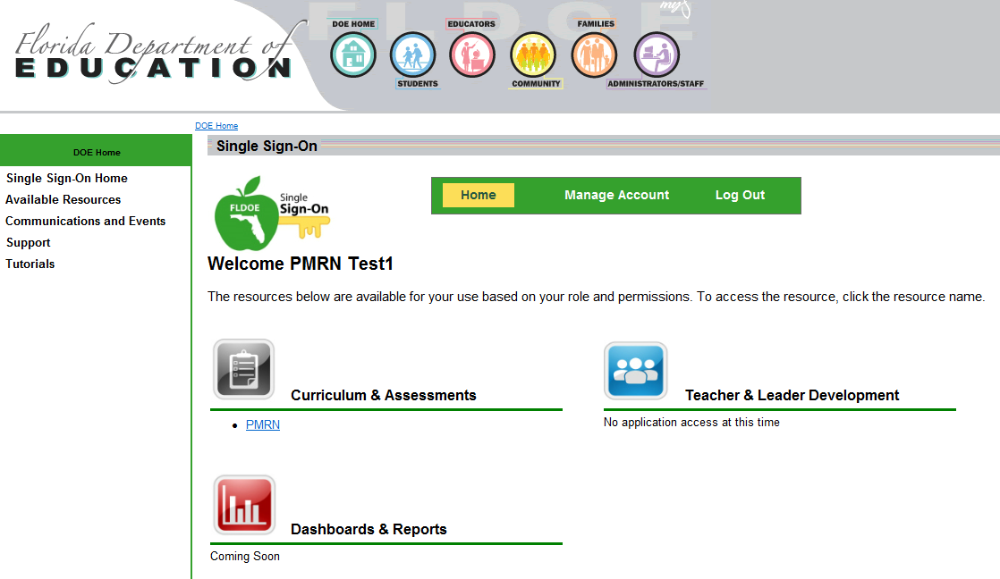 FLDOE
my
Florida Department of
EDUCATION
DOE HOME
STUDENTS
EDUCATORS
COMMUNITY
FAMILIES
ADMINISTRATORS/STAFF
DOE Home
DOE Home
Single Sign-On Home
Available Resources
Communications and Events
Support
Tutorials
Single Sign-On
FLDOE
Single
Sign-On
Home
Manage Account
Log Out
Welcome PMRN Test1
The resources below are available for your use based on your role and permissions. To access the resource, click the resource name.
Curriculum & Assessments
• PMRN
Teacher & Leader Development
No application access at this time
Dashboards & Reports
Coming Soon